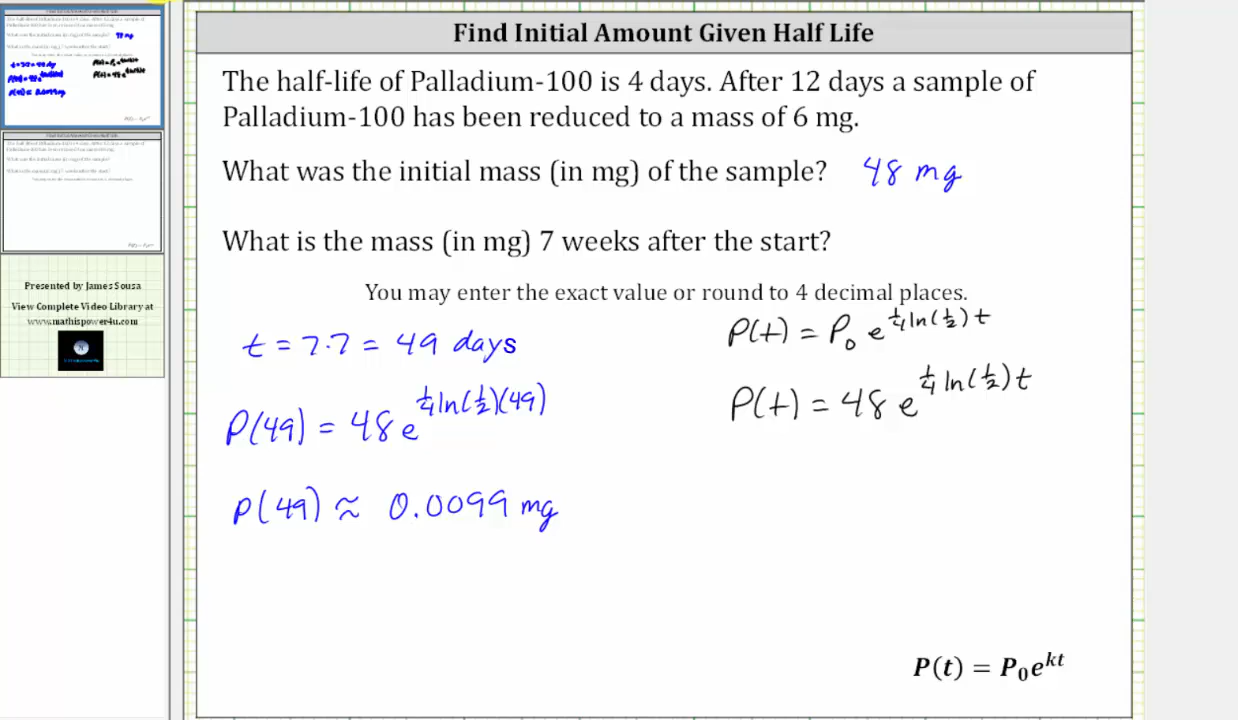 Find Initial Amount Given Half Life
The half-life of Palladium-100 is 4 days. After 12 days a sample of
Palladium-100 has been reduced to a mass of 6 mg.
What was the initial mass (in mg) of the sample? 48 mg
What is the mass (in mg) 7 weeks after the start?
You may enter the exact value or round to 4 decimal places.
t = 7·7 = 49 days
P(49) = 48 e^{1/4 ln(1/2)(49)}
P(49) ≈ 0.0099 mg
P(t) = P₀ e^{1/4 ln(1/2) t}
P(t) = 48 e^{1/4 ln(1/2) t}
P(t) = P₀e^{kt}
Presented by James Sousa
View Complete Video Library at
www.mathispower4u.com